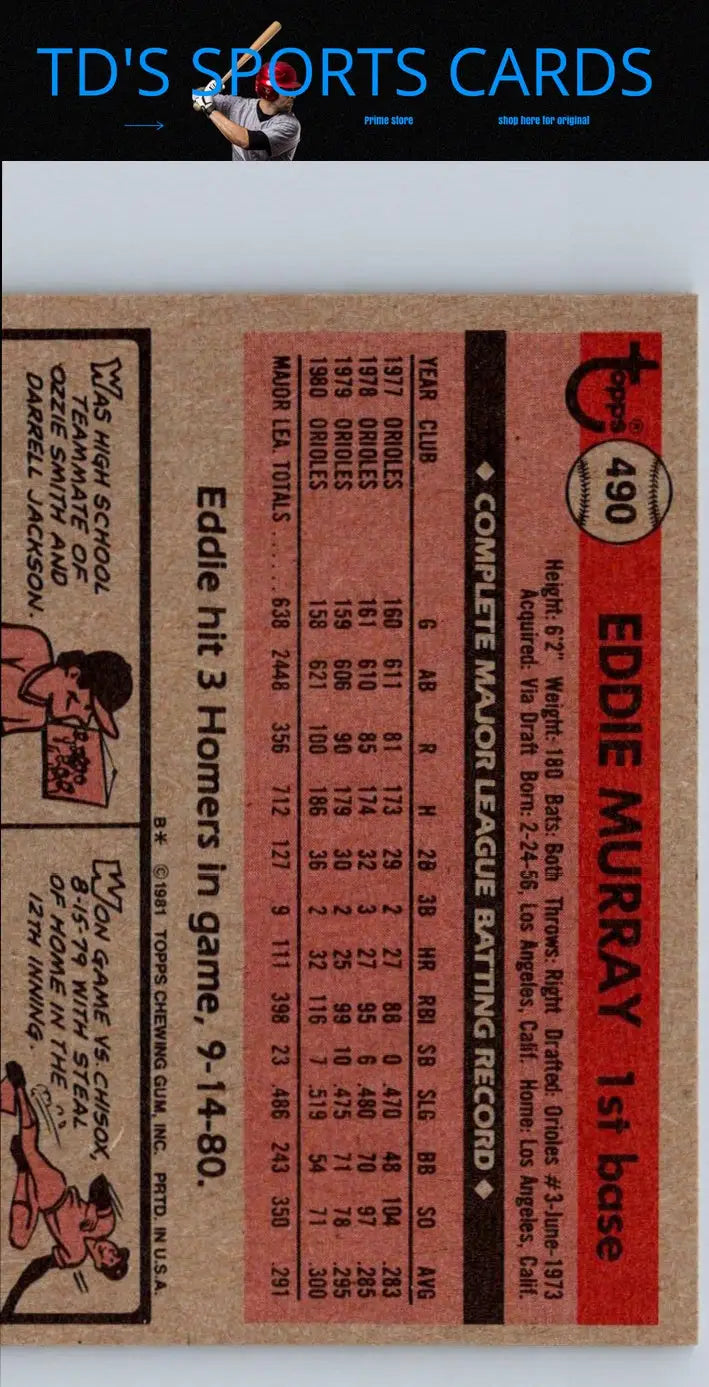 TD'S SPORTS CARDS
Prime store
shop here for original
Topps®
490
EDDIE MURRAY 1st base
Height: 6'2" Weight: 180 Bats: Both Throws: Right Drafted: Orioles #3-June-1973
Acquired: Via Draft Born: 2-24-56, Los Angeles, Calif. Home: Los Angeles, Calif.
◆ COMPLETE MAJOR LEAGUE BATTING RECORD ◆
YEAR CLUB G AB R H 2B 3B HR RBI SB SLG BB SO AVG
1977 ORIOLES 160 611 81 173 29 2 27 88 0 .470 48 104 .283
1978 ORIOLES 161 610 85 174 32 3 27 95 6 .480 70 97 .285
1979 ORIOLES 159 606 90 179 30 2 25 99 10 .475 71 78 .295
1980 ORIOLES 158 621 100 186 36 2 32 116 7 .519 54 71 .300
MAJOR LEA. TOTALS ...... 638 2448 356 712 127 9 111 398 23 .486 243 350 .291
Eddie hit 3 Homers in game, 9-14-80.
B* ©1981 TOPPS CHEWING GUM, INC. PRTD. IN U.S.A.
WAS HIGH SCHOOL
TEAMMATE OF
OZZIE SMITH AND
DARRELL JACKSON.
WON GAME VS. CHISOX,
8-15-79 WITH STEAL
OF HOME IN THE
12TH INNING.